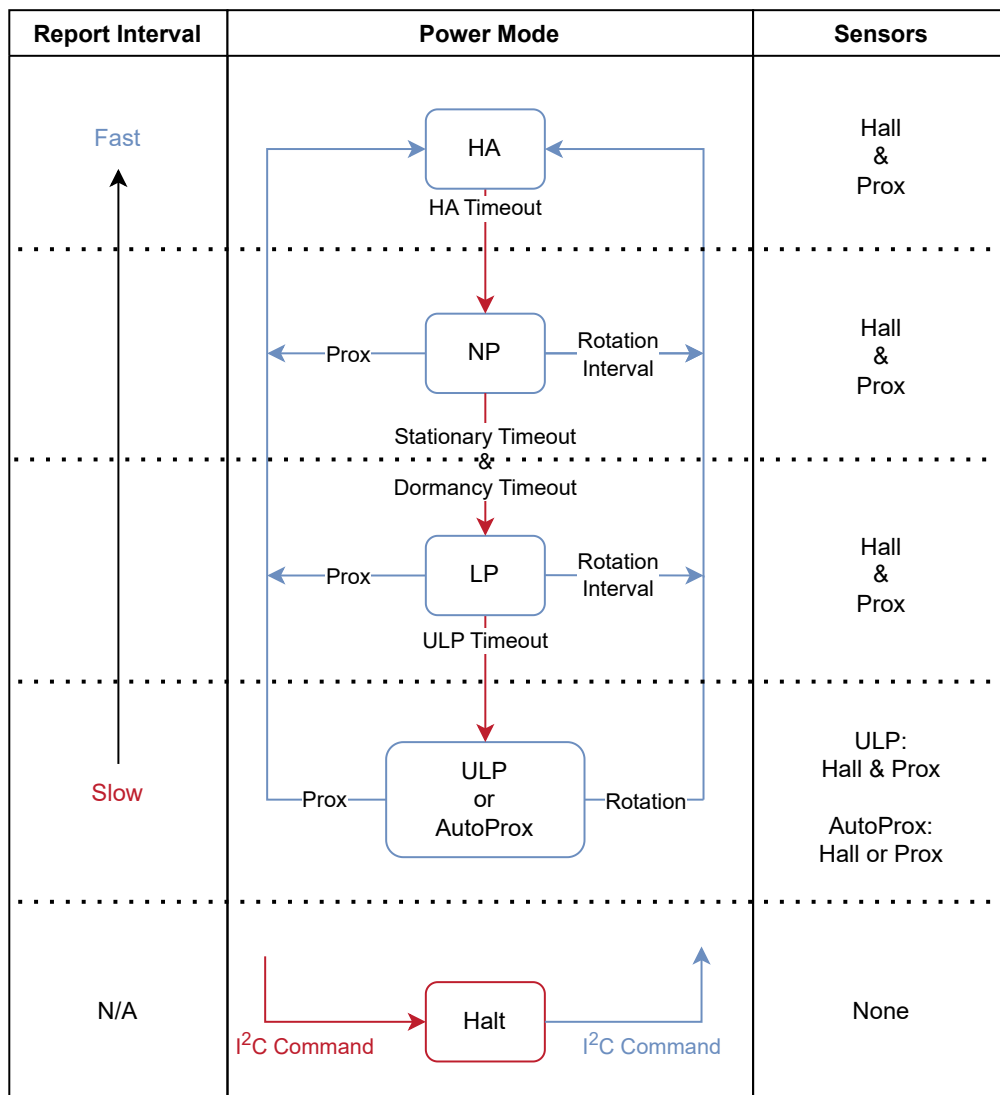 Report Interval
Power Mode
Sensors
Fast
HA
Hall
&
Prox
HA Timeout
Prox
NP
Rotation
Interval
Hall
&
Prox
Stationary Timeout
&
Dormancy Timeout
Prox
LP
Rotation
Interval
Hall
&
Prox
ULP Timeout
Slow
Prox
ULP
or
AutoProx
Rotation
ULP:
Hall & Prox
AutoProx:
Hall or Prox
N/A
I²C Command
Halt
I²C Command
None